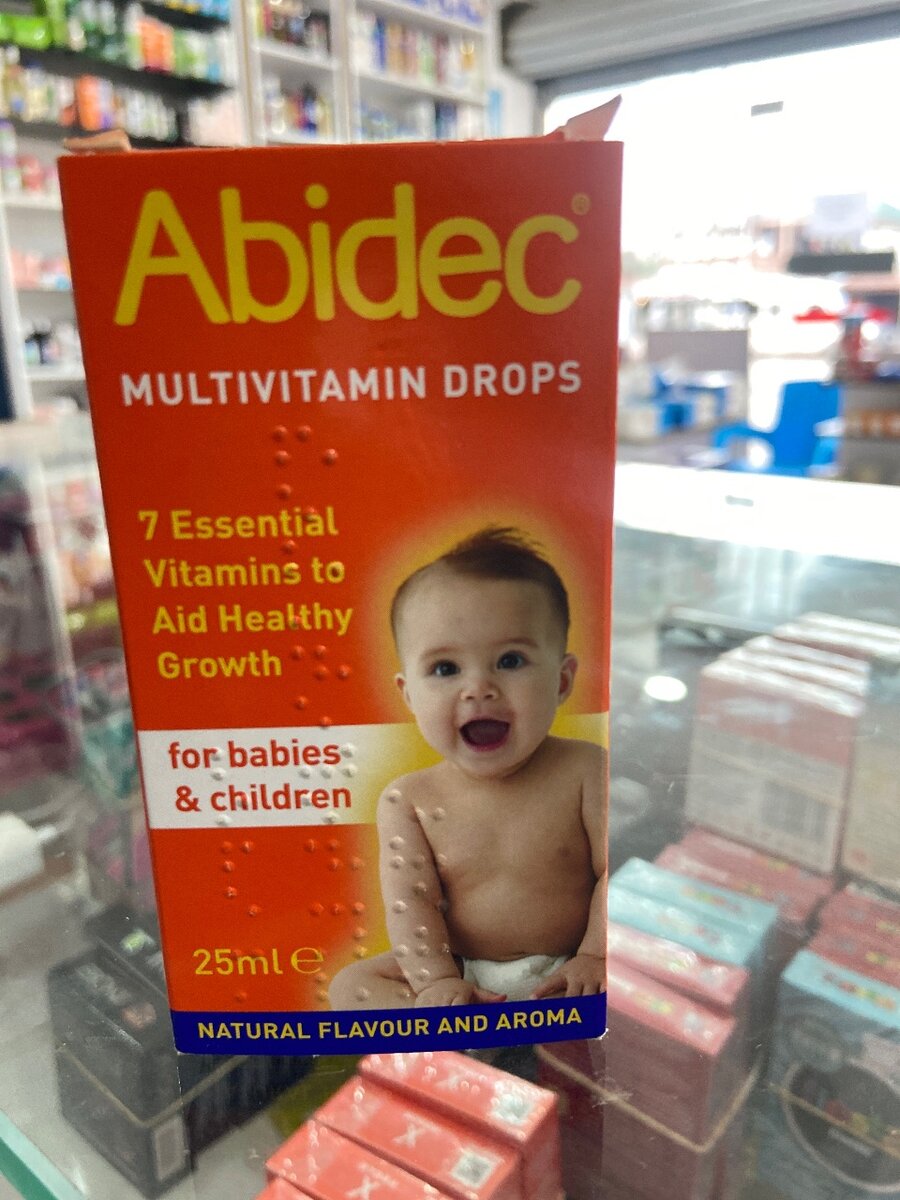 Abidec®
MULTIVITAMIN DROPS
7 Essential
Vitamins to
Aid Healthy
Growth
for babies
& children
25ml ℮
NATURAL FLAVOUR AND AROMA